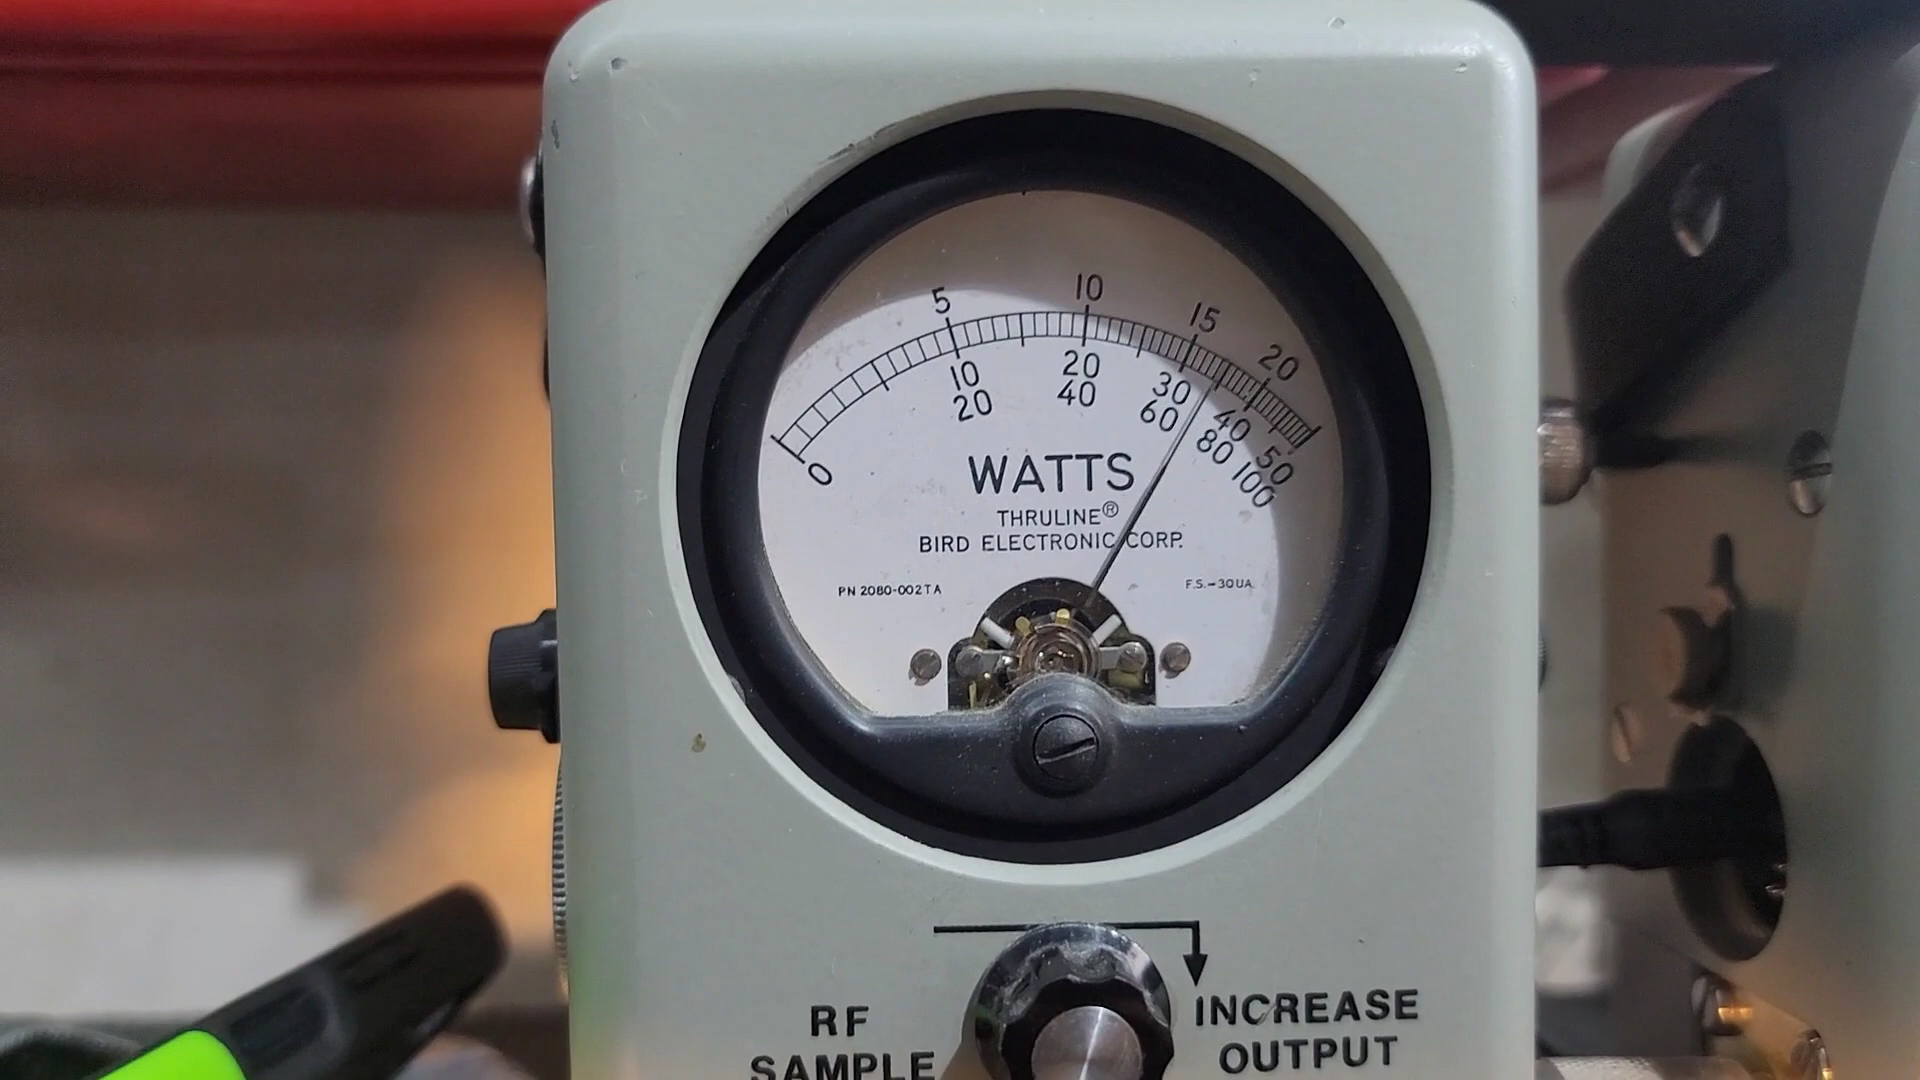 5 10 15 20
0 10 20 30 40 50
20 40 60 80 100
WATTS
THRULINE®
BIRD ELECTRONIC CORP.
PN 2080-002TA F.S.-30UA
RF
SAMPLE
INCREASE
OUTPUT